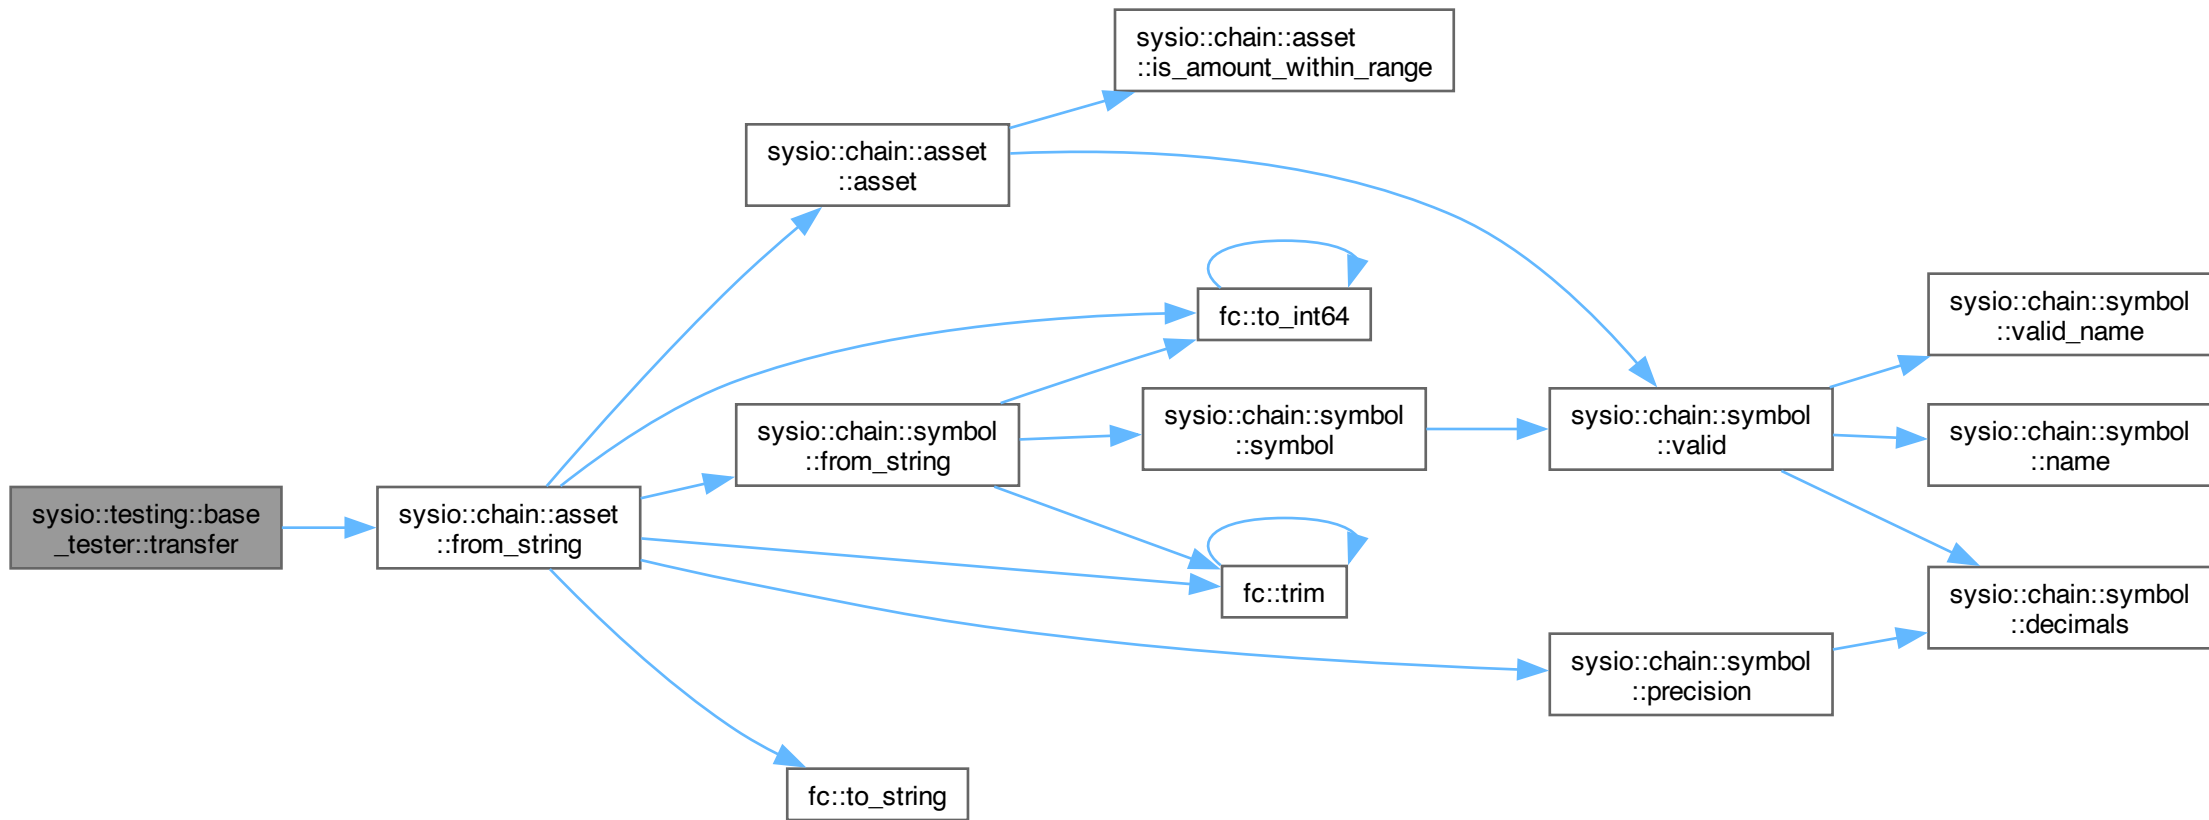 sysio::testing::base
_tester::transfer
sysio::chain::asset
::from_string
sysio::chain::asset
::asset
sysio::chain::asset
::is_amount_within_range
fc::to_int64
sysio::chain::symbol
::from_string
sysio::chain::symbol
::symbol
sysio::chain::symbol
::valid
sysio::chain::symbol
::valid_name
sysio::chain::symbol
::name
sysio::chain::symbol
::decimals
fc::trim
sysio::chain::symbol
::precision
fc::to_string